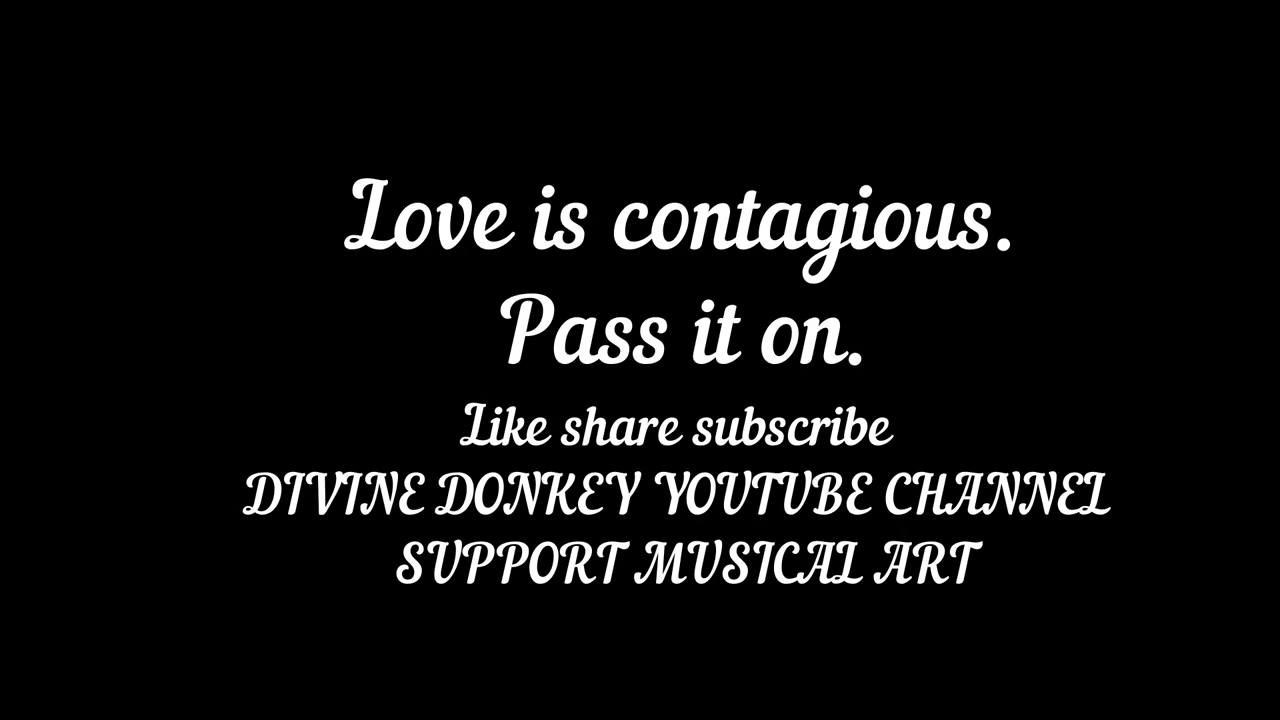 Love is contagious.
Pass it on.
Like share subscribe
DIVINE DONKEY YOUTUBE CHANNEL
SUPPORT MUSICAL ART